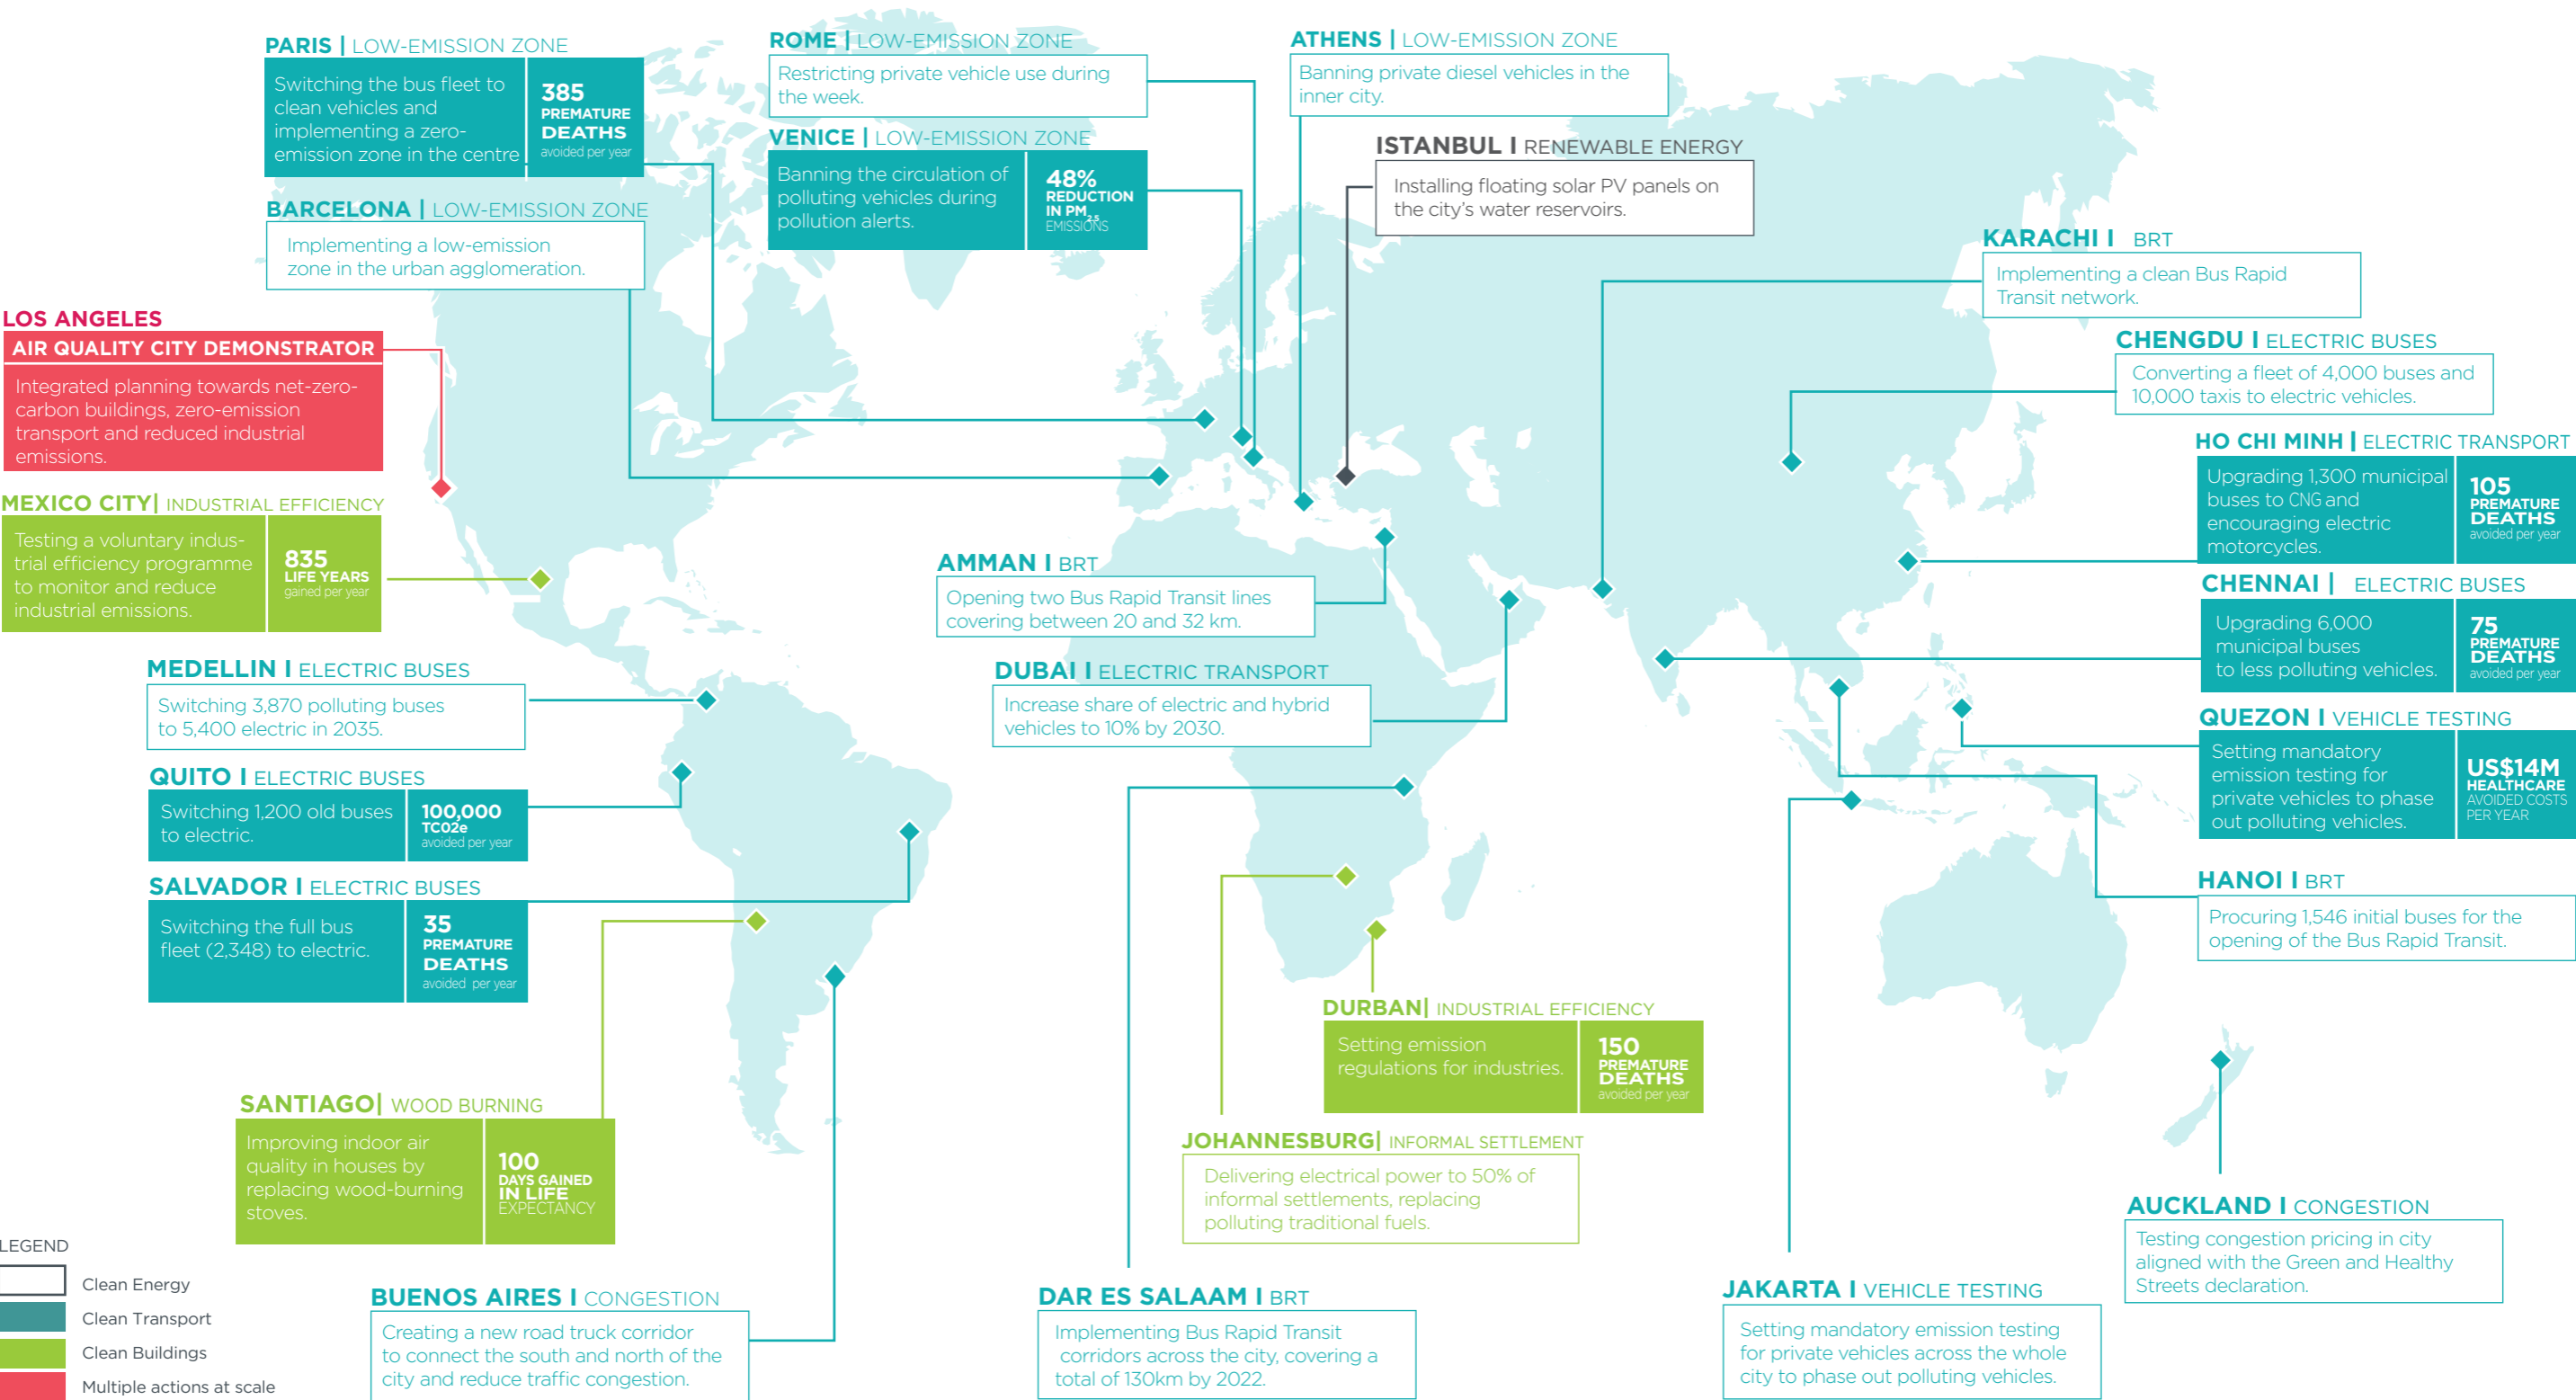 PARIS | LOW-EMISSION ZONE
Switching the bus fleet to
clean vehicles and
implementing a zero-
emission zone in the centre
385
PREMATURE
DEATHS
avoided per year
BARCELONA | LOW-EMISSION ZONE
Implementing a low-emission
zone in the urban agglomeration.
ROME | LOW-EMISSION ZONE
Restricting private vehicle use during
the week.
VENICE | LOW-EMISSION ZONE
Banning the circulation of
polluting vehicles during
pollution alerts.
48%
REDUCTION
IN PM2.5
EMISSIONS
ATHENS | LOW-EMISSION ZONE
Banning private diesel vehicles in the
inner city.
ISTANBUL I RENEWABLE ENERGY
Installing floating solar PV panels on
the city's water reservoirs.
KARACHI I BRT
Implementing a clean Bus Rapid
Transit network.
CHENGDU I ELECTRIC BUSES
Converting a fleet of 4,000 buses and
10,000 taxis to electric vehicles.
HO CHI MINH | ELECTRIC TRANSPORT
Upgrading 1,300 municipal
buses to CNG and
encouraging electric
motorcycles.
105
PREMATURE
DEATHS
avoided per year
CHENNAI | ELECTRIC BUSES
Upgrading 6,000
municipal buses
to less polluting vehicles.
75
PREMATURE
DEATHS
avoided per year
QUEZON I VEHICLE TESTING
Setting mandatory
emission testing for
private vehicles to phase
out polluting vehicles.
US$14M
HEALTHCARE
AVOIDED COSTS
PER YEAR
HANOI I BRT
Procuring 1,546 initial buses for the
opening of the Bus Rapid Transit.
LOS ANGELES
AIR QUALITY CITY DEMONSTRATOR
Integrated planning towards net-zero-
carbon buildings, zero-emission
transport and reduced industrial
emissions.
MEXICO CITY| INDUSTRIAL EFFICIENCY
Testing a voluntary indus-
trial efficiency programme
to monitor and reduce
industrial emissions.
835
LIFE YEARS
gained per year
MEDELLIN I ELECTRIC BUSES
Switching 3,870 polluting buses
to 5,400 electric in 2035.
QUITO I ELECTRIC BUSES
Switching 1,200 old buses
to electric.
100,000
TC02e
avoided per year
SALVADOR I ELECTRIC BUSES
Switching the full bus
fleet (2,348) to electric.
35
PREMATURE
DEATHS
avoided per year
AMMAN I BRT
Opening two Bus Rapid Transit lines
covering between 20 and 32 km.
DUBAI I ELECTRIC TRANSPORT
Increase share of electric and hybrid
vehicles to 10% by 2030.
DURBAN| INDUSTRIAL EFFICIENCY
Setting emission
regulations for industries.
150
PREMATURE
DEATHS
avoided per year
JOHANNESBURG| INFORMAL SETTLEMENT
Delivering electrical power to 50% of
informal settlements, replacing
polluting traditional fuels.
SANTIAGO| WOOD BURNING
Improving indoor air
quality in houses by
replacing wood-burning
stoves.
100
DAYS GAINED
IN LIFE
EXPECTANCY
AUCKLAND I CONGESTION
Testing congestion pricing in city
aligned with the Green and Healthy
Streets declaration.
LEGEND
Clean Energy
Clean Transport
Clean Buildings
Multiple actions at scale
BUENOS AIRES I CONGESTION
Creating a new road truck corridor
to connect the south and north of the
city and reduce traffic congestion.
DAR ES SALAAM I BRT
Implementing Bus Rapid Transit
corridors across the city, covering a
total of 130km by 2022.
JAKARTA I VEHICLE TESTING
Setting mandatory emission testing
for private vehicles across the whole
city to phase out polluting vehicles.